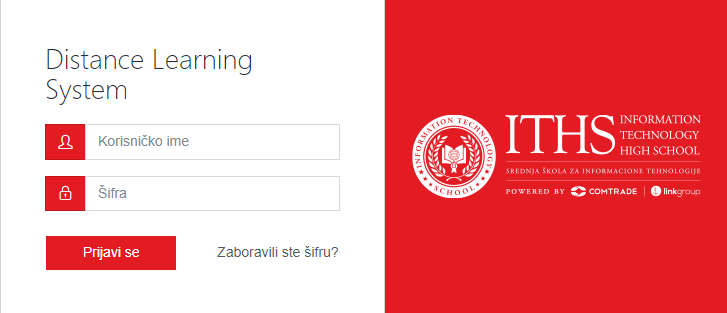 Distance Learning
System
Korisničko ime
Šifra
Prijavi se
Zaboravili ste šifru?
INFORMATION TECHNOLOGY
SCHOOL
ITHS
INFORMATION
TECHNOLOGY
HIGH SCHOOL
SREDNJA ŠKOLA ZA INFORMACIONE TEHNOLOGIJE
POWERED BY COMTRADE linkgroup